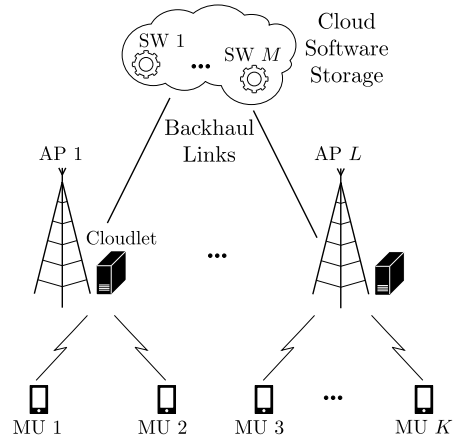 SW 1
SW M
Cloud
Software
Storage
Backhaul
Links
AP 1
AP L
Cloudlet
MU 1
MU 2
MU 3
MU K